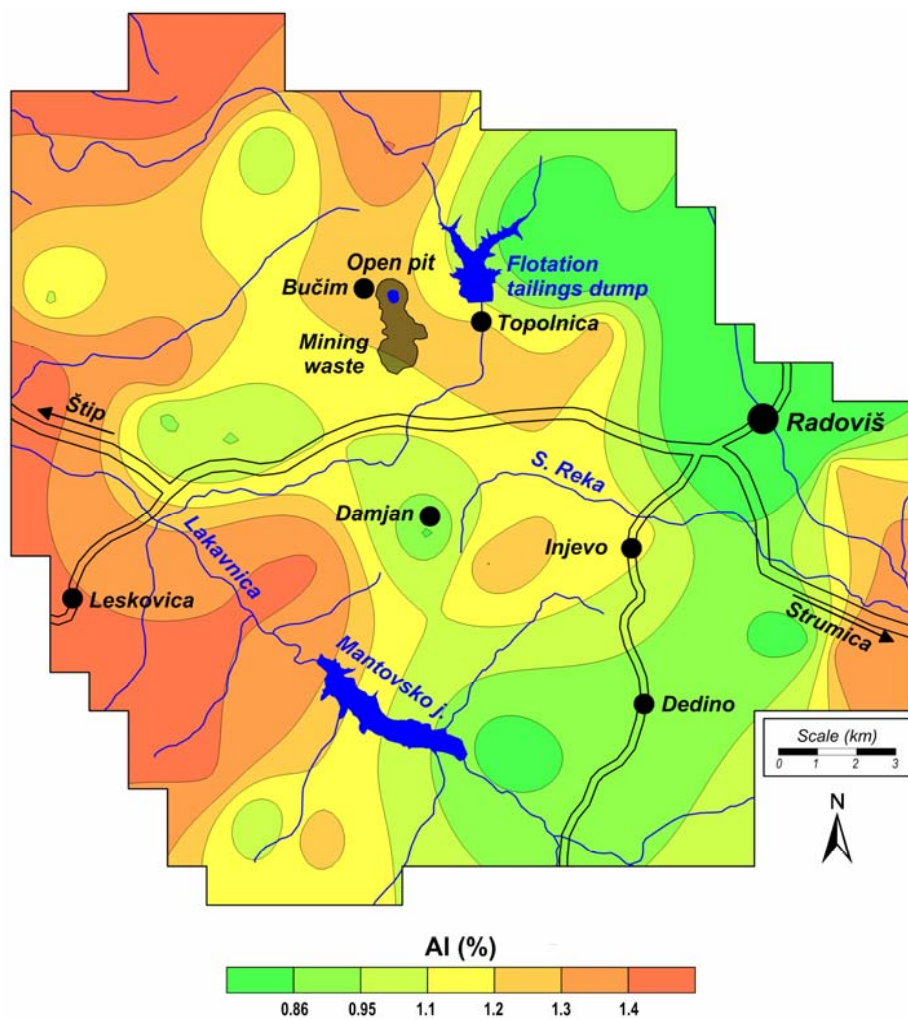 Open pit
Bučim
Flotation
tailings dump
Topolnica
Mining
waste
Štip
Radoviš
S. Reka
Damjan
Injevo
Lakavnica
Leskovica
Strumica
Mantovsko j.
Dedino
Scale (km)
0 1 2 3
N
Al (%)
0.86 0.95 1.1 1.2 1.3 1.4